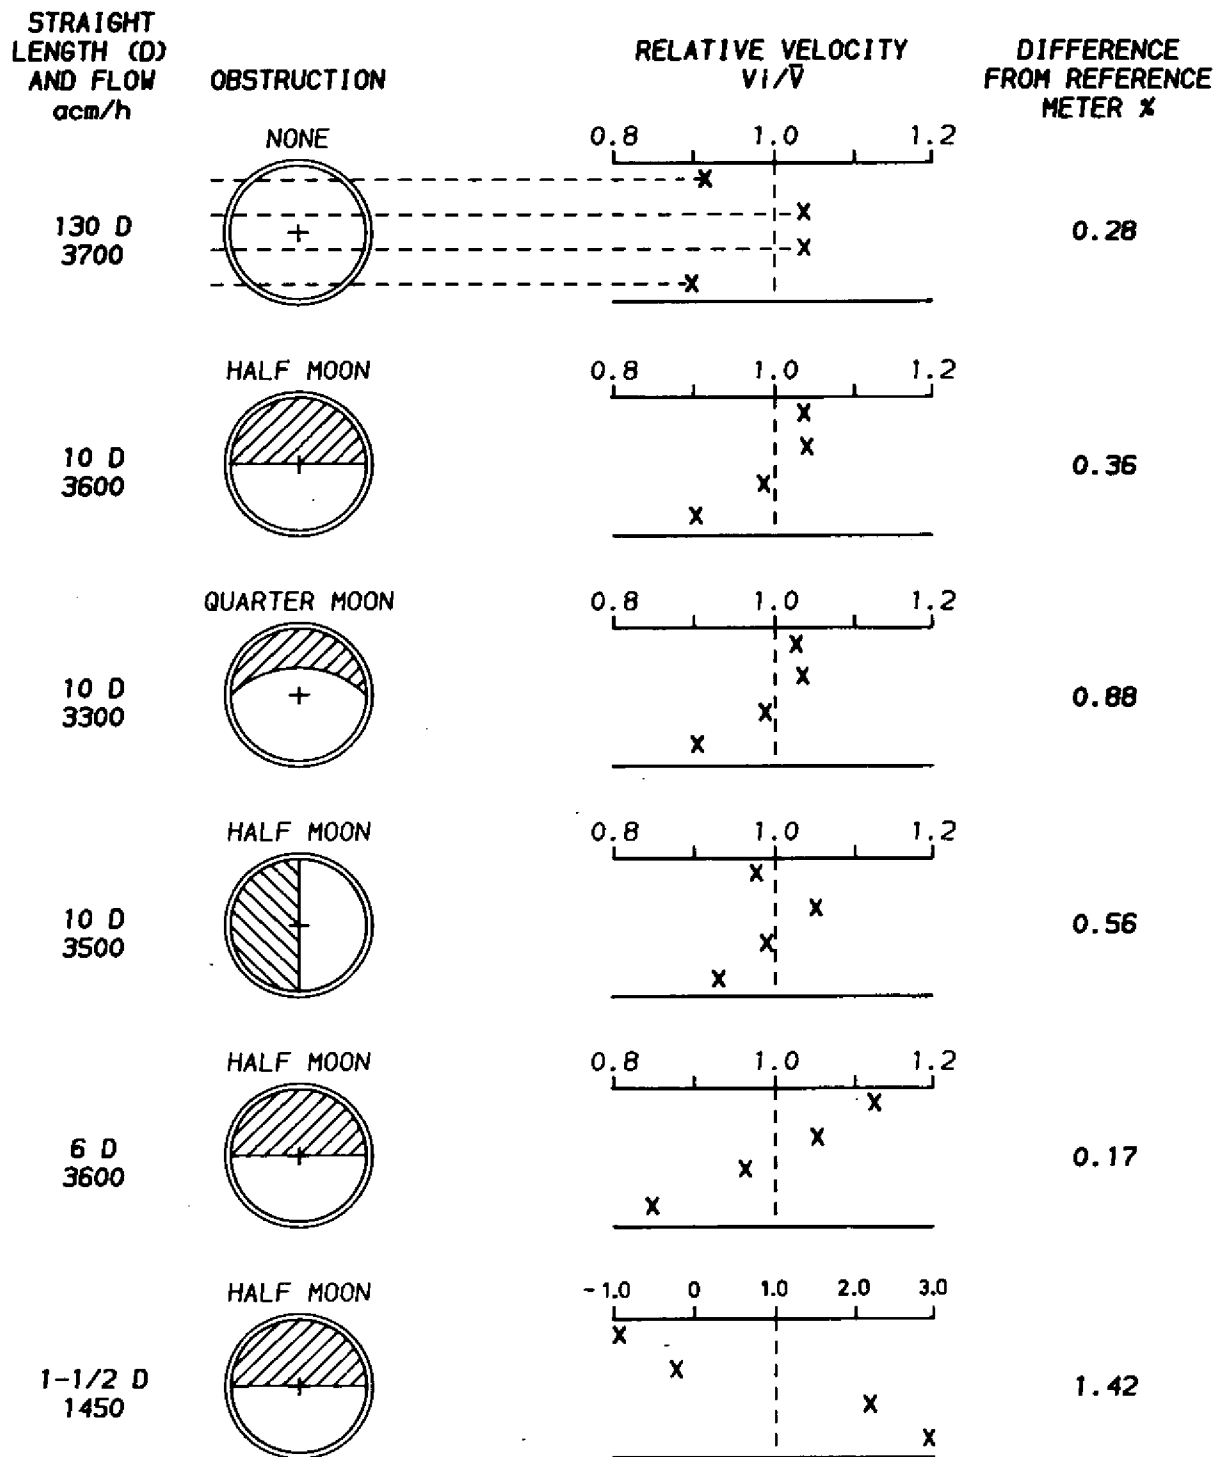 STRAIGHT
LENGTH (D)
AND FLOW
acm/h
OBSTRUCTION
RELATIVE VELOCITY
Vi/V̅
DIFFERENCE
FROM REFERENCE
METER %
NONE
0.8 1.0 1.2
130 D
3700
0.28
HALF MOON
0.8 1.0 1.2
10 D
3600
0.36
QUARTER MOON
0.8 1.0 1.2
10 D
3300
0.88
HALF MOON
0.8 1.0 1.2
10 D
3500
0.56
HALF MOON
0.8 1.0 1.2
6 D
3600
0.17
HALF MOON
-1.0 0 1.0 2.0 3.0
1-1/2 D
1450
1.42